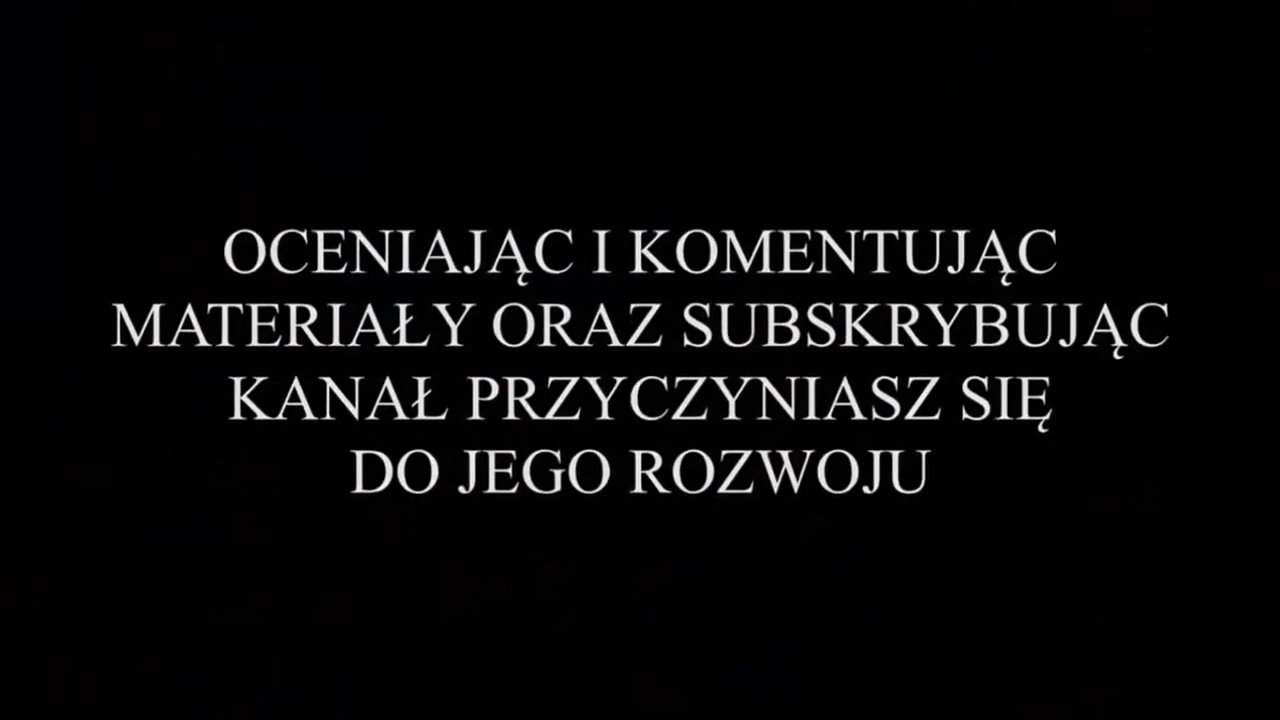 OCENIAJĄC I KOMENTUJĄC
MATERIAŁY ORAZ SUBSKRYBUJĄC
KANAŁ PRZYCZYNIASZ SIĘ
DO JEGO ROZWOJU